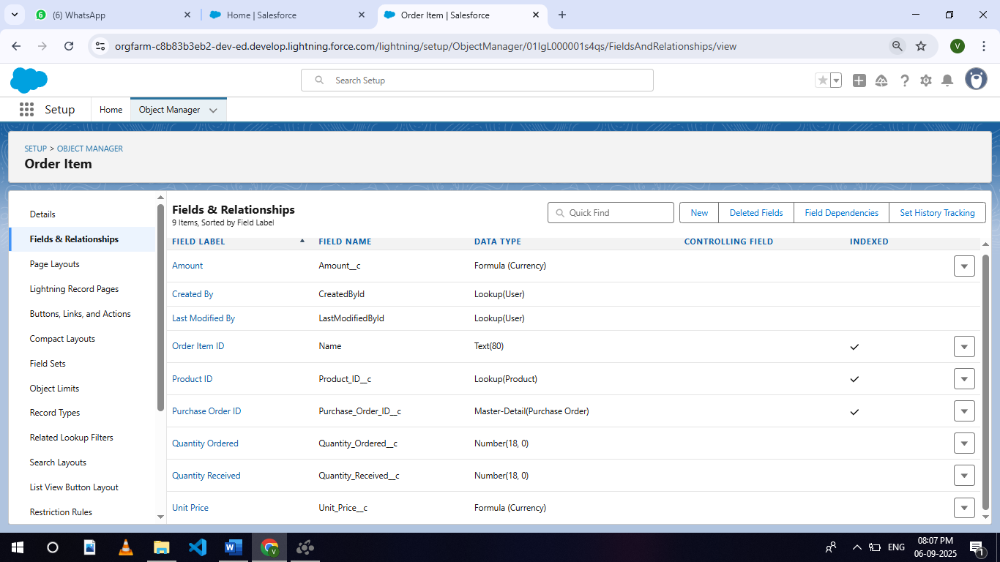 (6) WhatsApp
Home | Salesforce
Order Item | Salesforce
orgfarm-c8b83b3eb2-dev-ed.develop.lightning.force.com/lightning/setup/ObjectManager/01IgL000001s4qs/FieldsAndRelationships/view
V
Search Setup
Setup
Home
Object Manager
SETUP > OBJECT MANAGER
Order Item
Details
Fields & Relationships
Page Layouts
Lightning Record Pages
Buttons, Links, and Actions
Compact Layouts
Field Sets
Object Limits
Record Types
Related Lookup Filters
Search Layouts
List View Button Layout
Restriction Rules
Fields & Relationships
9 Items, Sorted by Field Label
Quick Find
New
Deleted Fields
Field Dependencies
Set History Tracking
FIELD LABEL FIELD NAME DATA TYPE CONTROLLING FIELD INDEXED
Amount Amount__c Formula (Currency)
Created By CreatedById Lookup(User)
Last Modified By LastModifiedById Lookup(User)
Order Item ID Name Text(80)
Product ID Product_ID__c Lookup(Product)
Purchase Order ID Purchase_Order_ID__c Master-Detail(Purchase Order)
Quantity Ordered Quantity_Ordered__c Number(18, 0)
Quantity Received Quantity_Received__c Number(18, 0)
Unit Price Unit_Price__c Formula (Currency)
ENG
08:07 PM
06-09-2025
1